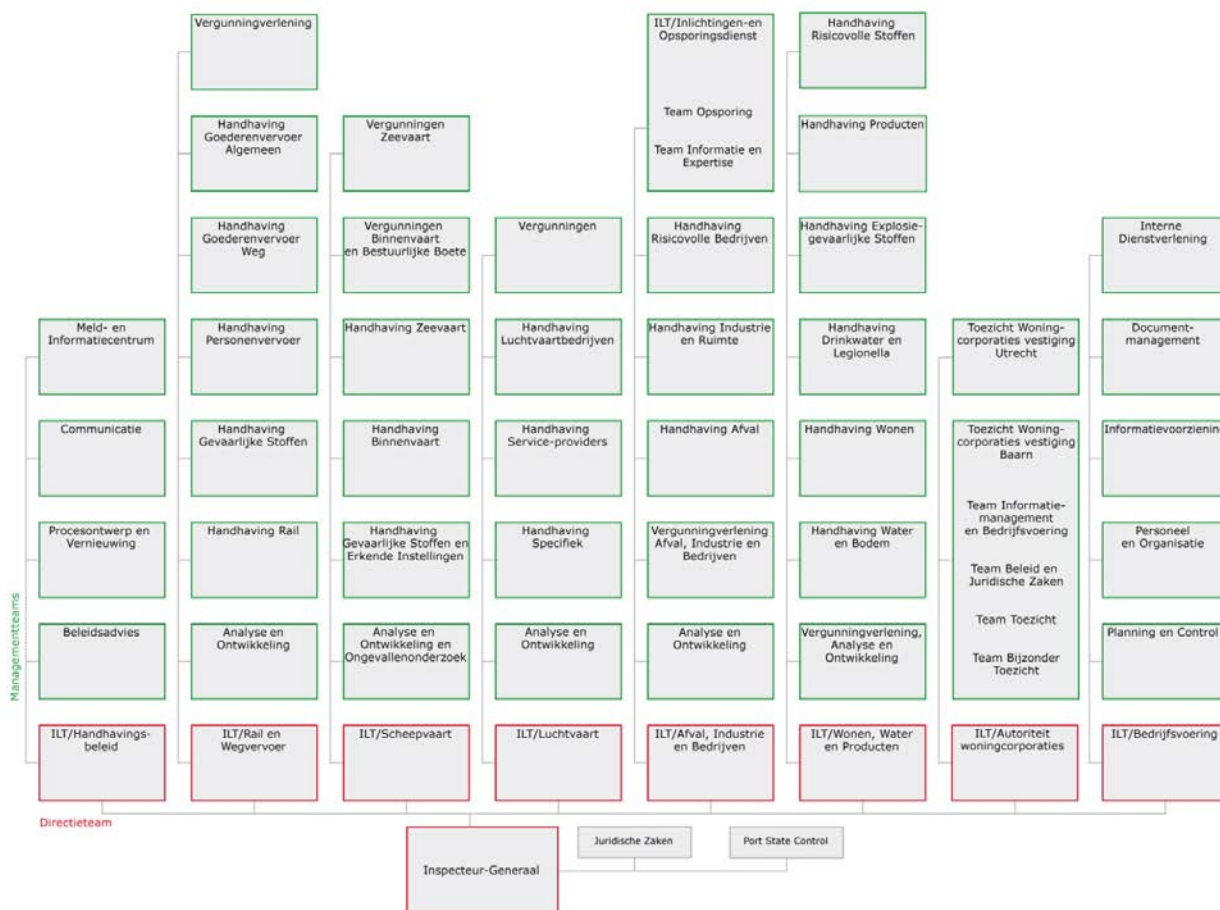 Vergunningverlening
ILT/Inlichtingen-en
Opsporingsdienst
Team Opsporing
Team Informatie en
Expertise
Handhaving
Risicovolle Stoffen
Handhaving
Goederenvervoer
Algemeen
Vergunningen
Zeevaart
Handhaving Producten
Handhaving
Goederenvervoer
Weg
Vergunningen
Binnenvaart
en Bestuurlijke Boete
Vergunningen
Handhaving
Risicovolle Bedrijven
Handhaving Explosie-
gevaarlijke Stoffen
Interne
Dienstverlening
Meld- en
Informatiecentrum
Handhaving
Personenvervoer
Handhaving Zeevaart
Handhaving
Luchtvaartbedrijven
Handhaving Industrie
en Ruimte
Handhaving
Drinkwater en
Legionella
Toezicht Woning-
corporaties vestiging
Utrecht
Document-
management
Communicatie
Handhaving
Gevaarlijke Stoffen
Handhaving
Binnenvaart
Handhaving
Service-providers
Handhaving Afval
Handhaving Wonen
Toezicht Woning-
corporaties vestiging
Baarn
Team Informatie-
management
en Bedrijfsvoering
Team Beleid en
Juridische Zaken
Team Toezicht
Team Bijzonder
Toezicht
Informatievoorziening
Procesontwerp en
Vernieuwing
Handhaving Rail
Handhaving
Gevaarlijke Stoffen en
Erkende Instellingen
Handhaving
Specifiek
Vergunningverlening
Afval, Industrie en
Bedrijven
Handhaving Water
en Bodem
Personeel
en Organisatie
Managementteams
Beleidsadvies
Analyse en
Ontwikkeling
Analyse en
Ontwikkeling en
Ongevallenonderzoek
Analyse en
Ontwikkeling
Analyse en
Ontwikkeling
Vergunningverlening,
Analyse en
Ontwikkeling
Planning en Control
ILT/Handhavings-
beleid
ILT/Rail en
Wegvervoer
ILT/Scheepvaart
ILT/Luchtvaart
ILT/Afval, Industrie
en Bedrijven
ILT/Wonen, Water
en Producten
ILT/Autoriteit
woningcorporaties
ILT/Bedrijfsvoering
Directieteam
Inspecteur-Generaal
Juridische Zaken
Port State Control